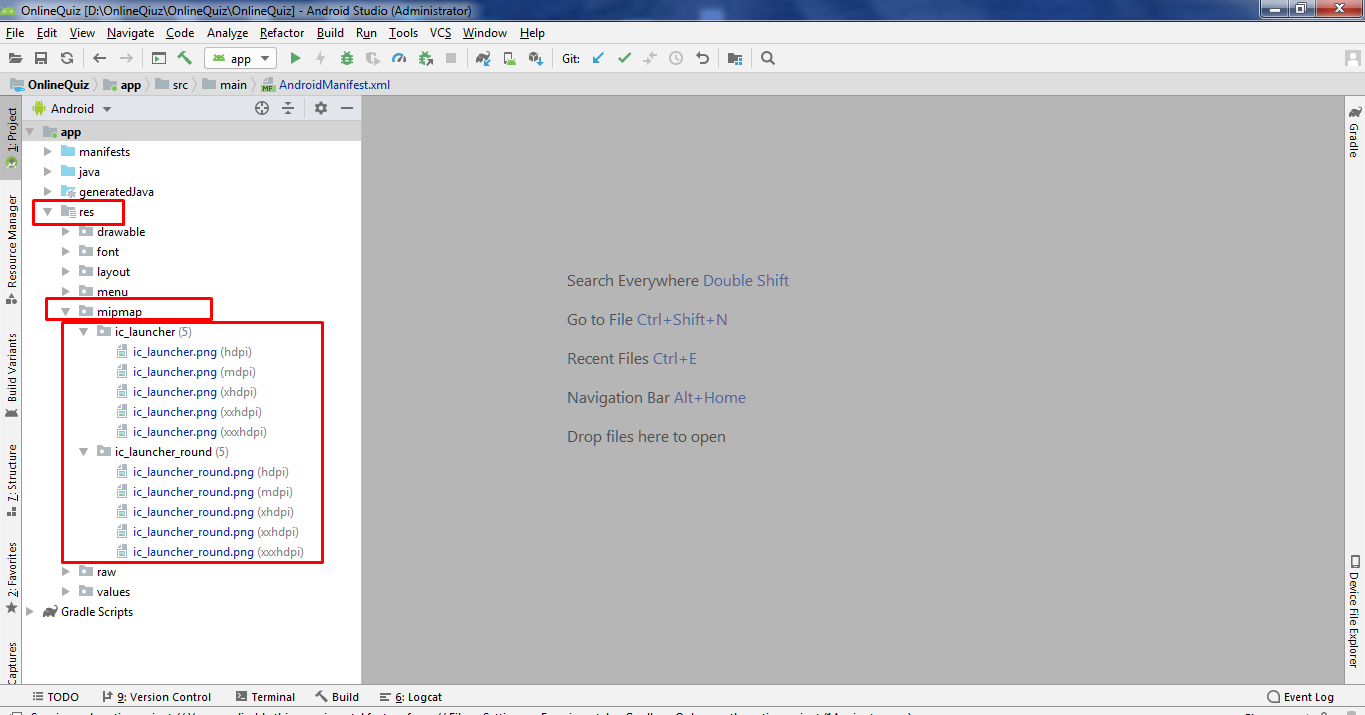 OnlineQuiz [D:\OnlineQiuz\OnlineQuiz\OnlineQuiz] - Android Studio (Administrator)
File Edit View Navigate Code Analyze Refactor Build Run Tools VCS Window Help
app Git:
OnlineQuiz app src main AndroidManifest.xml
Android
app
manifests
java
generatedJava
res
drawable
font
layout
menu
mipmap
ic_launcher (5)
ic_launcher.png (hdpi)
ic_launcher.png (mdpi)
ic_launcher.png (xhdpi)
ic_launcher.png (xxhdpi)
ic_launcher.png (xxxhdpi)
ic_launcher_round (5)
ic_launcher_round.png (hdpi)
ic_launcher_round.png (mdpi)
ic_launcher_round.png (xhdpi)
ic_launcher_round.png (xxhdpi)
ic_launcher_round.png (xxxhdpi)
raw
values
Gradle Scripts
1: Project
Resource Manager
Build Variants
7: Structure
2: Favorites
Captures
Search Everywhere Double Shift
Go to File Ctrl+Shift+N
Recent Files Ctrl+E
Navigation Bar Alt+Home
Drop files here to open
Gradle
Device File Explorer
TODO 9: Version Control Terminal Build 6: Logcat Event Log